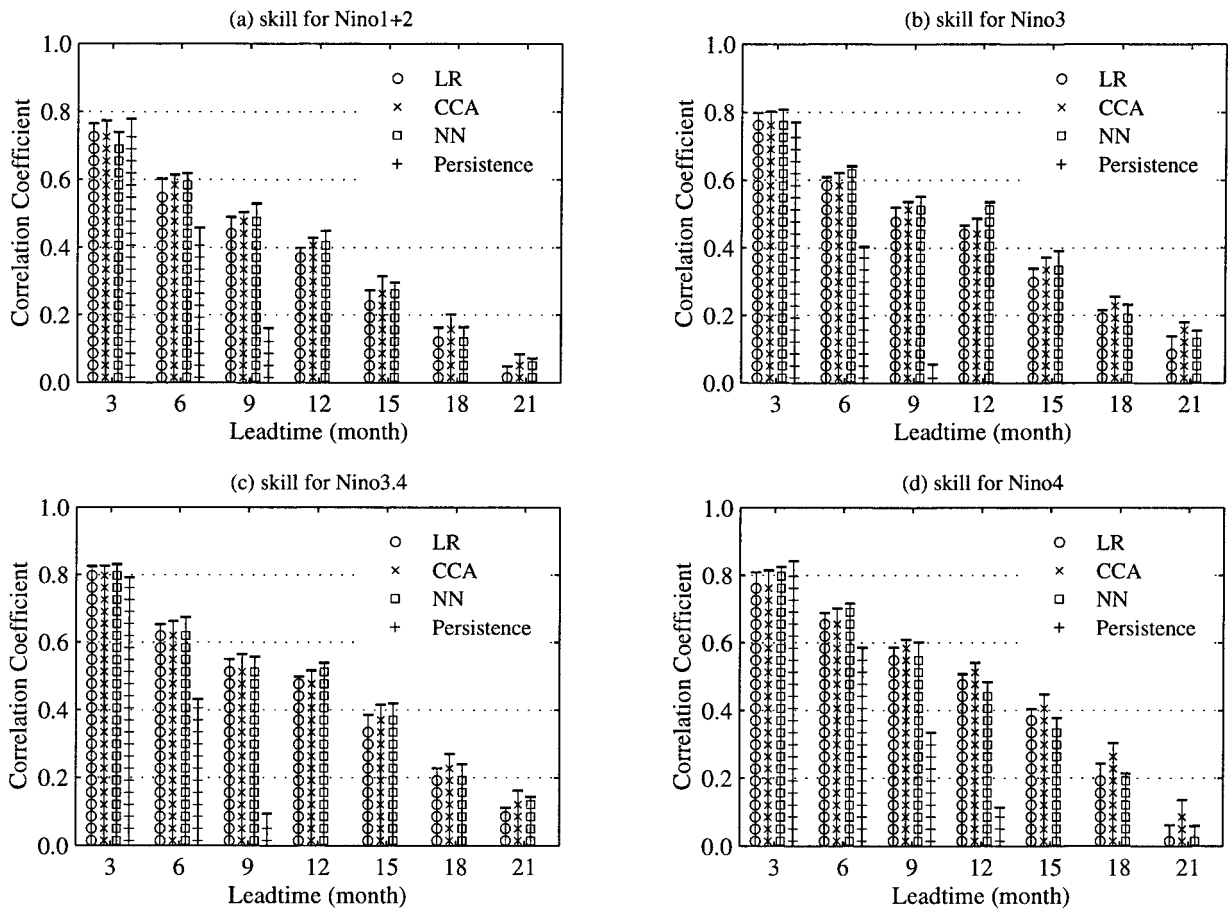 (a) skill for Nino1+2
1.0
0.8
0.6
0.4
0.2
0.0
Correlation Coefficient
LR
CCA
NN
Persistence
3 6 9 12 15 18 21
Leadtime (month)
(b) skill for Nino3
1.0
0.8
0.6
0.4
0.2
0.0
Correlation Coefficient
LR
CCA
NN
Persistence
3 6 9 12 15 18 21
Leadtime (month)
(c) skill for Nino3.4
1.0
0.8
0.6
0.4
0.2
0.0
Correlation Coefficient
LR
CCA
NN
Persistence
3 6 9 12 15 18 21
Leadtime (month)
(d) skill for Nino4
1.0
0.8
0.6
0.4
0.2
0.0
Correlation Coefficient
LR
CCA
NN
Persistence
3 6 9 12 15 18 21
Leadtime (month)